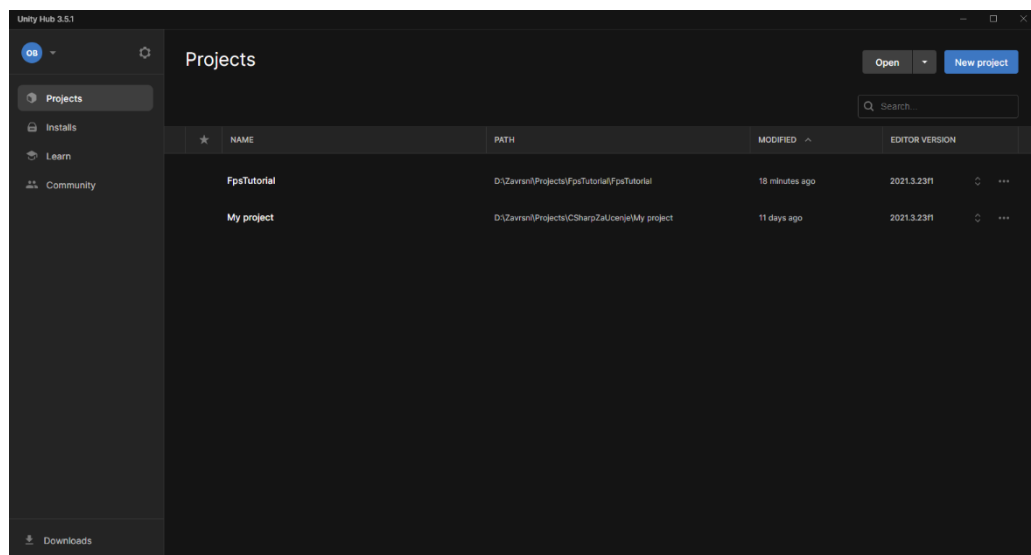 Unity Hub 3.5.1
OB
Projects
Open
New project
Projects
Search...
Installs
NAME PATH MODIFIED EDITOR VERSION
Learn
FpsTutorial D:\Zavrsni\Projects\FpsTutorial\FpsTutorial 18 minutes ago 2021.3.23f1
Community
My project D:\Zavrsni\Projects\CSharpZaUcenje\My project 11 days ago 2021.3.23f1
Downloads